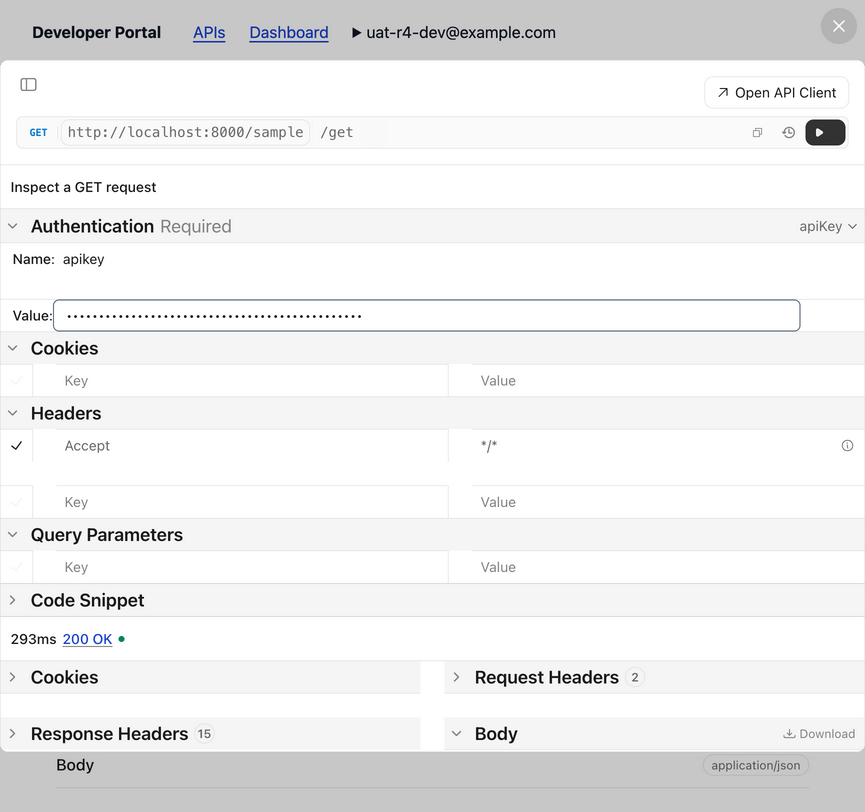 Developer Portal APIs Dashboard ▶ uat-r4-dev@example.com
Open API Client
GET http://localhost:8000/sample /get
Inspect a GET request
Authentication Required apiKey
Name: apikey
Value: ••••••••••••••••••••••••••••••••••••••••••••••
Cookies
Key Value
Headers
Accept */*
Key Value
Query Parameters
Key Value
Code Snippet
293ms 200 OK
Cookies Request Headers 2
Response Headers 15 Body Download
Body application/json